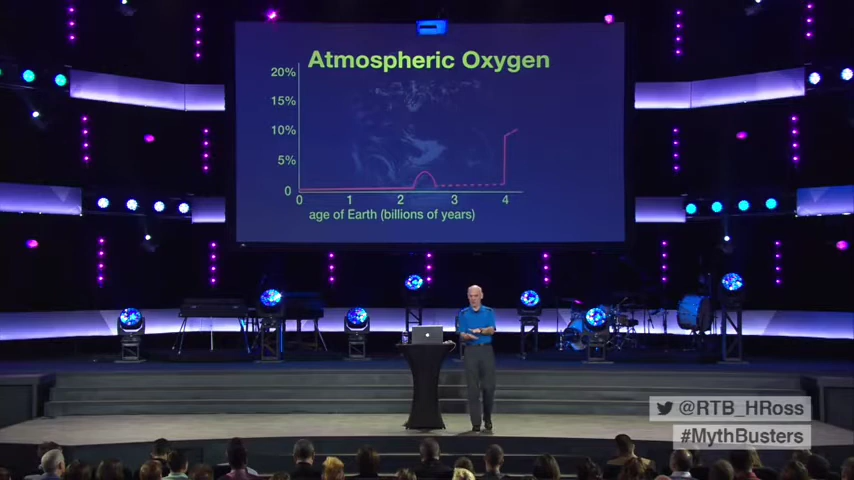 Atmospheric Oxygen
20%
15%
10%
5%
0
0 1 2 3 4
age of Earth (billions of years)
@RTB_HRoss
#MythBusters